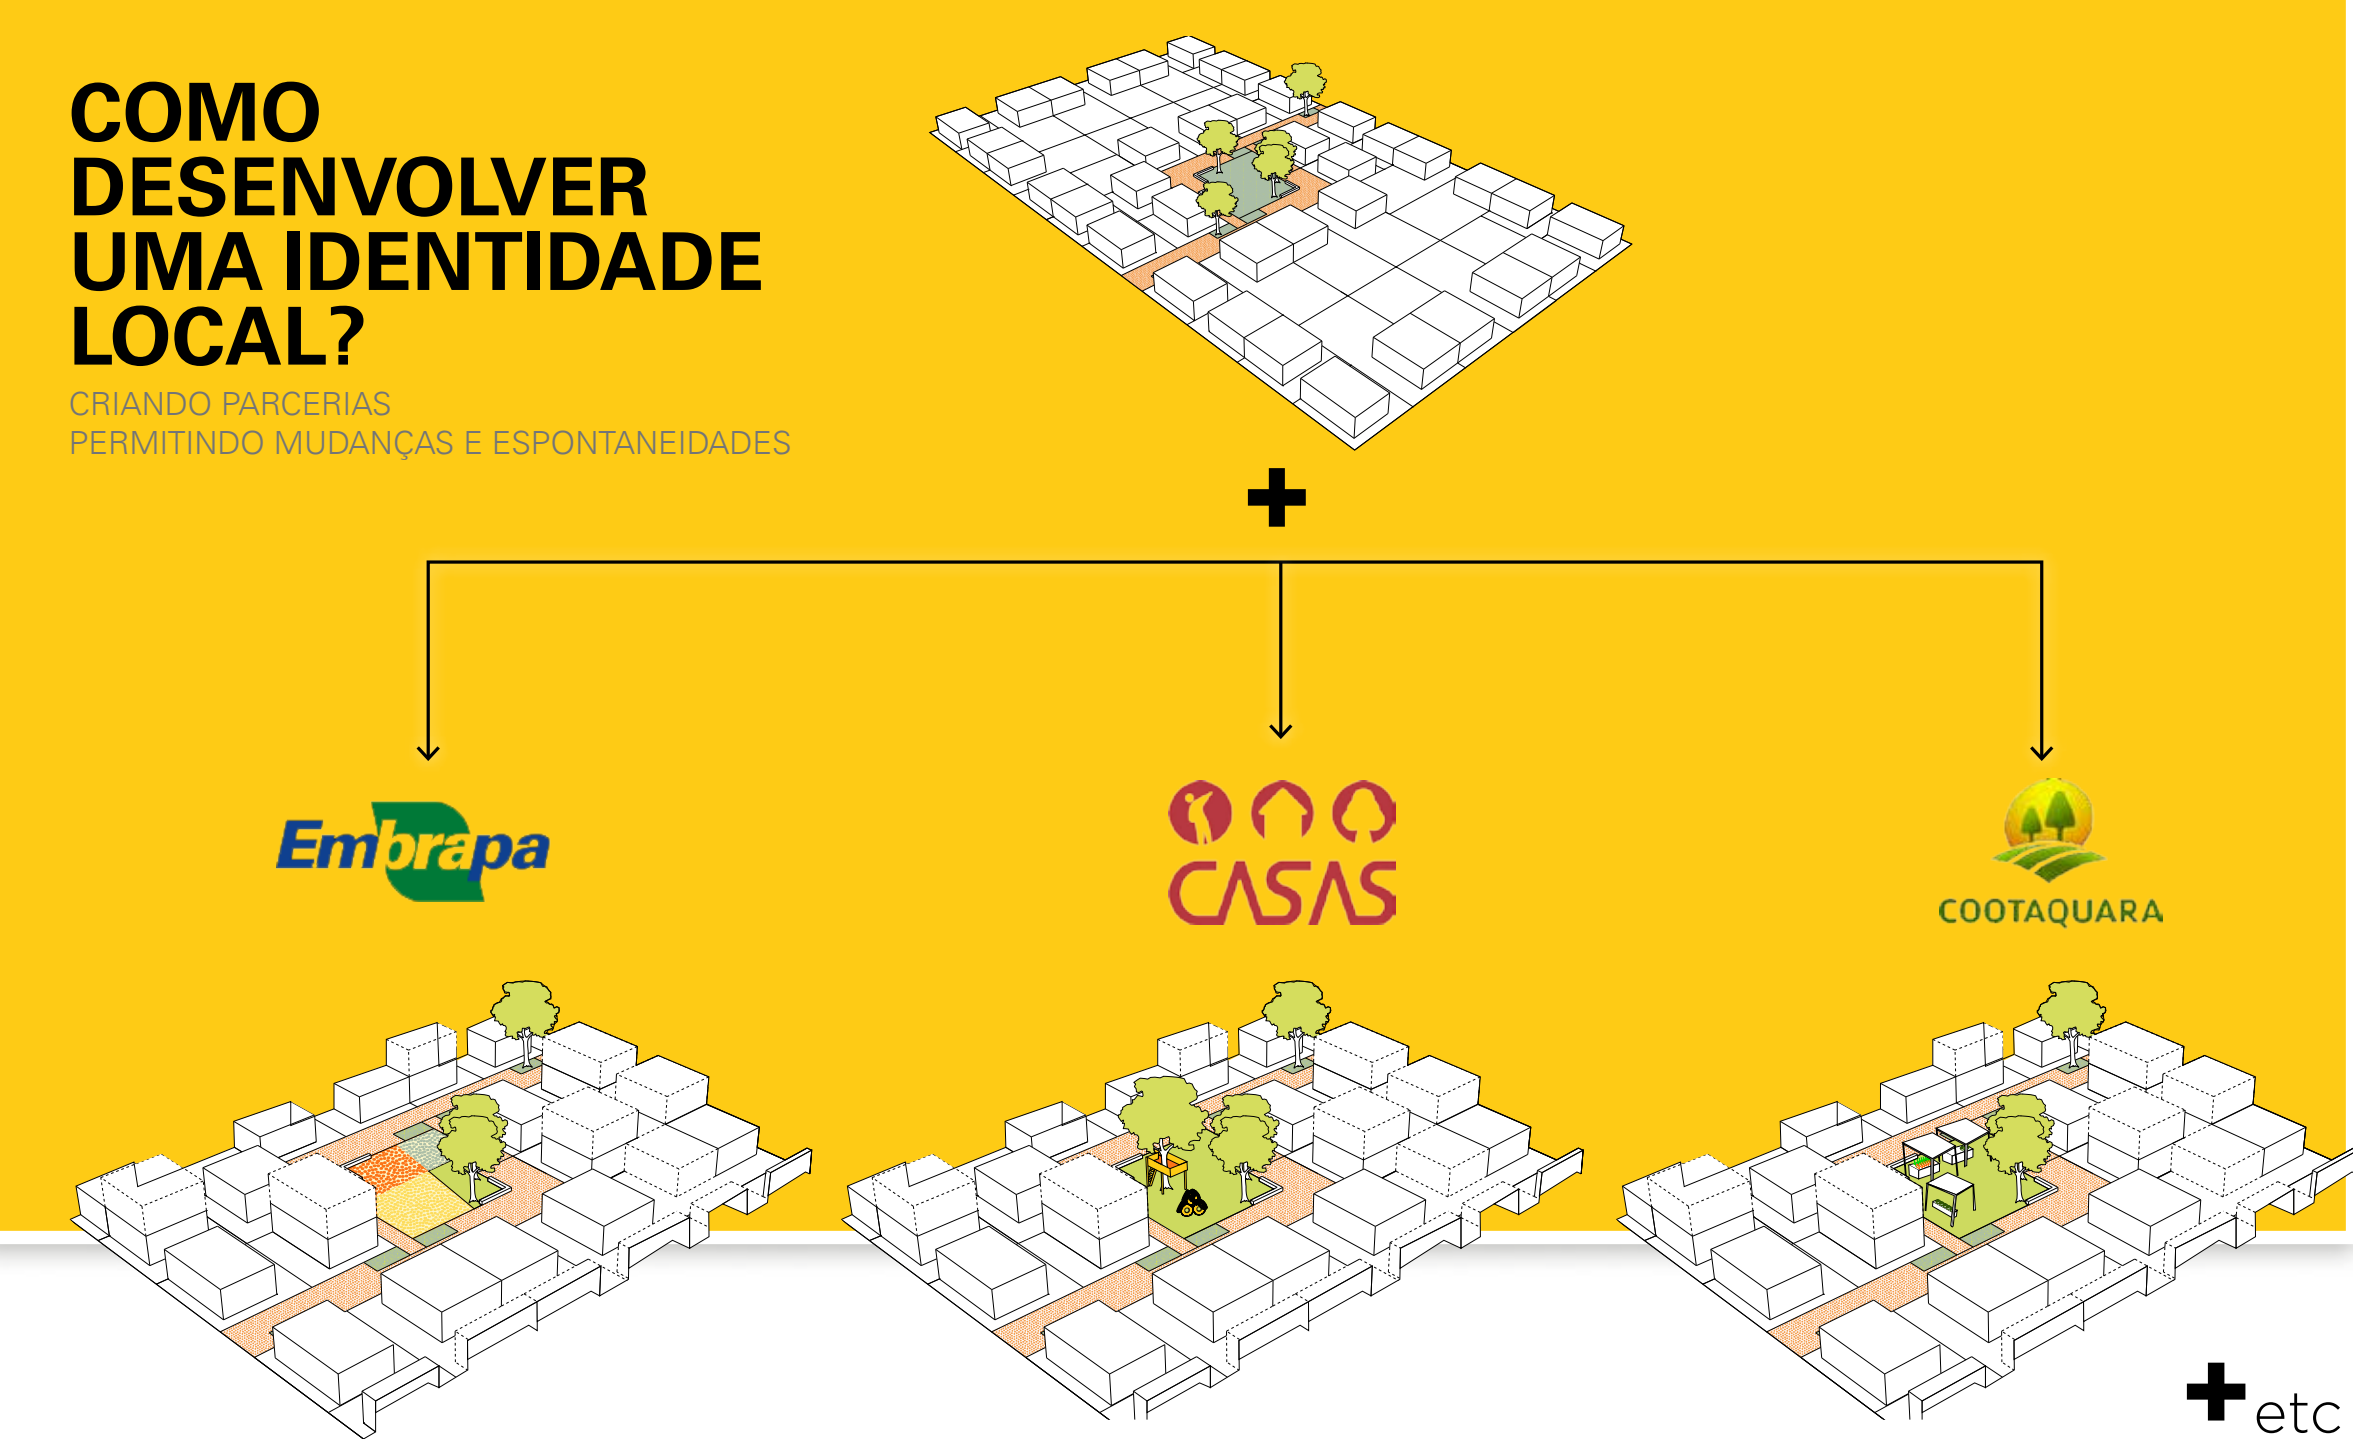 COMO
DESENVOLVER
UMA IDENTIDADE
LOCAL?
CRIANDO PARCERIAS
PERMITINDO MUDANÇAS E ESPONTANEIDADES
+
Embrapa
CASAS
COOTAQUARA
+ etc